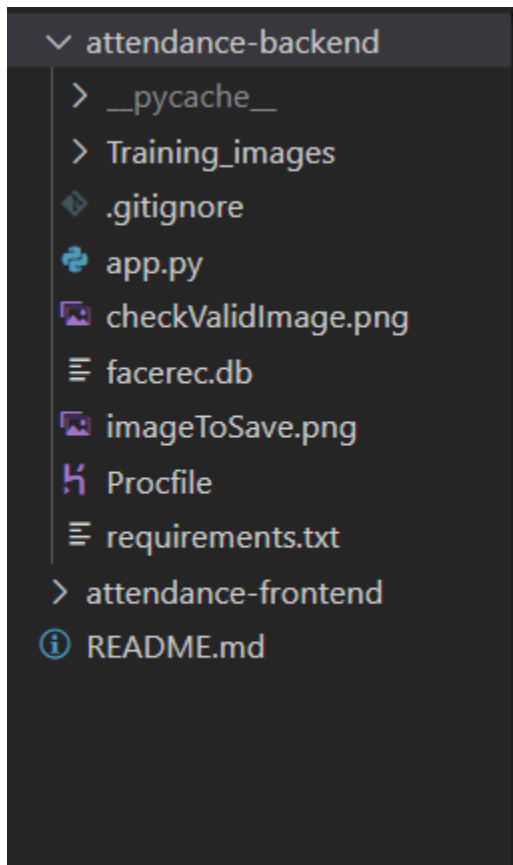 attendance-backend
__pycache__
Training_images
.gitignore
app.py
checkValidImage.png
facerec.db
imageToSave.png
Procfile
requirements.txt
attendance-frontend
README.md